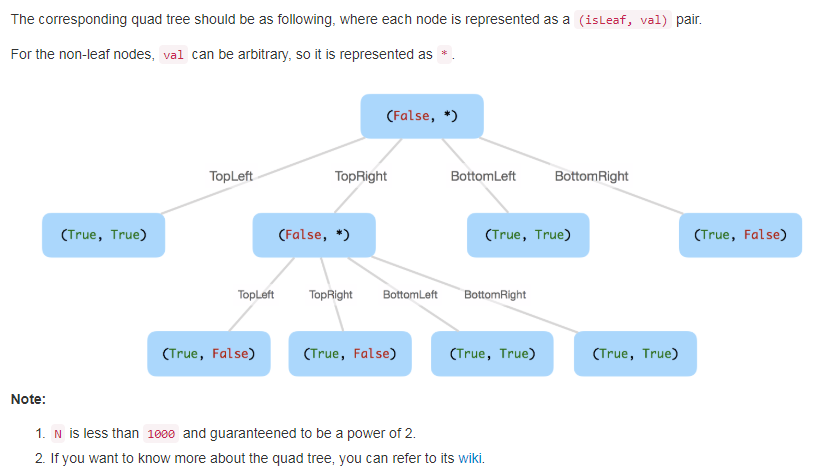 The corresponding quad tree should be as following, where each node is represented as a (isLeaf, val) pair.
For the non-leaf nodes, val can be arbitrary, so it is represented as *.
(False, *)
TopLeft TopRight BottomLeft BottomRight
(True, True) (False, *) (True, True) (True, False)
TopLeft TopRight BottomLeft BottomRight
(True, False) (True, False) (True, True) (True, True)
Note:
1. N is less than 1000 and guaranteened to be a power of 2.
2. If you want to know more about the quad tree, you can refer to its wiki.